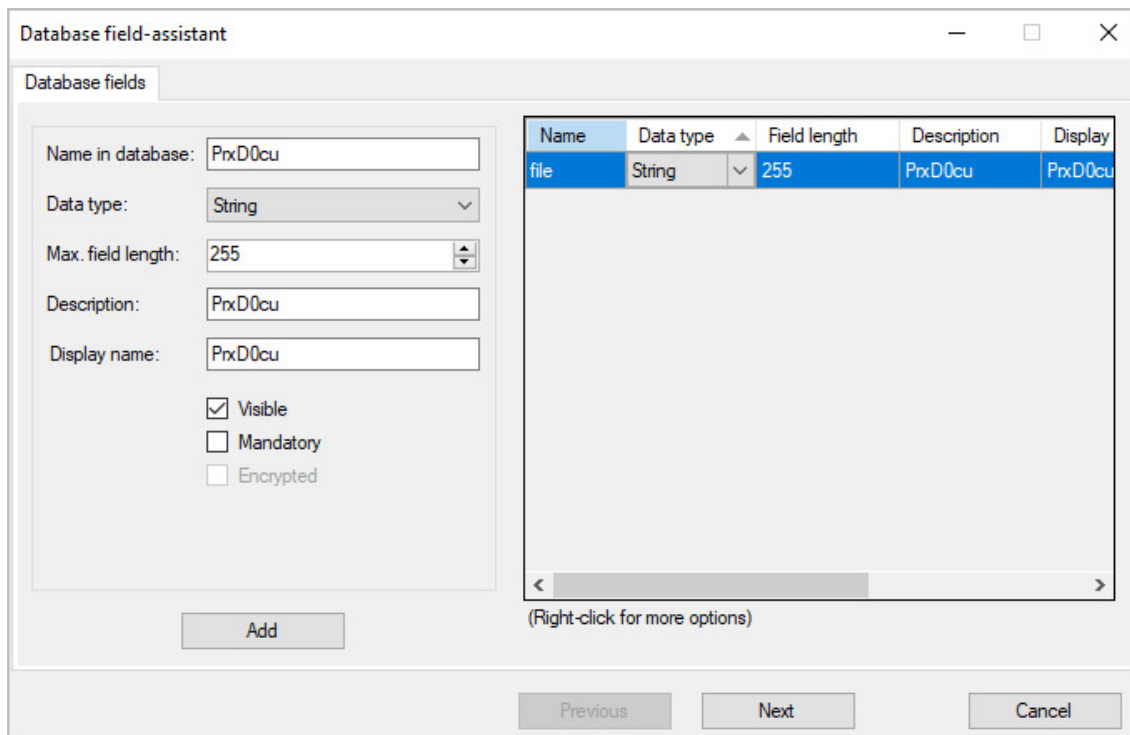 Database field-assistant
Database fields
Name in database: PrxD0cu
Data type: String
Max. field length: 255
Description: PrxD0cu
Display name: PrxD0cu
Visible
Mandatory
Encrypted
Add
Name Data type Field length Description Display
file String 255 PrxD0cu PrxD0cu
(Right-click for more options)
Previous Next Cancel